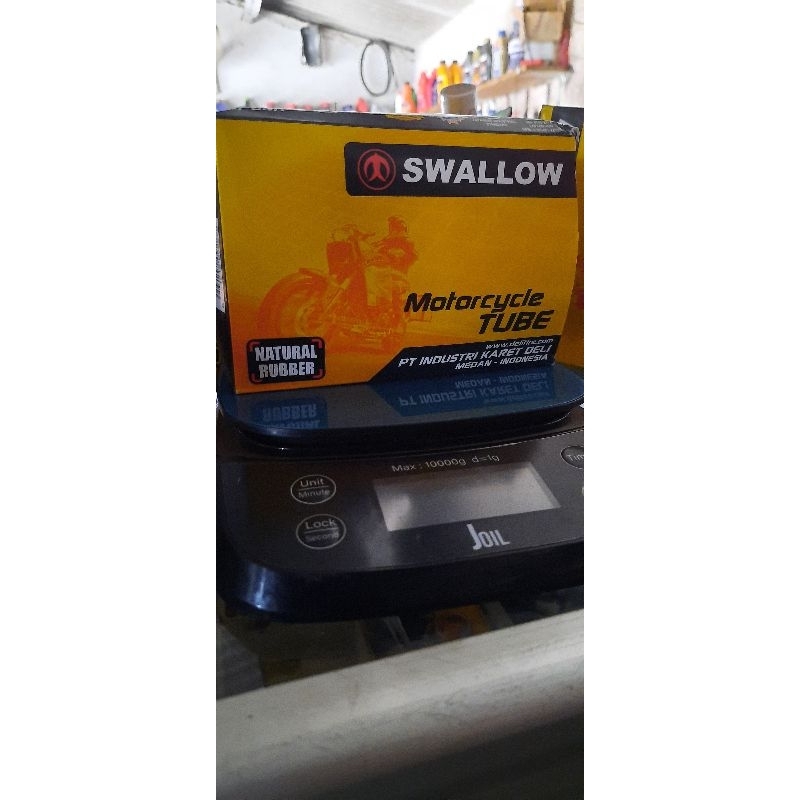 SWALLOW
Motorcycle
TUBE
NATURAL
RUBBER
PT INDUSTRI KARET DELI
MEDAN - INDONESIA
Max : 10000g d=1g
Unit
Minute
Lock
Second
JOIL